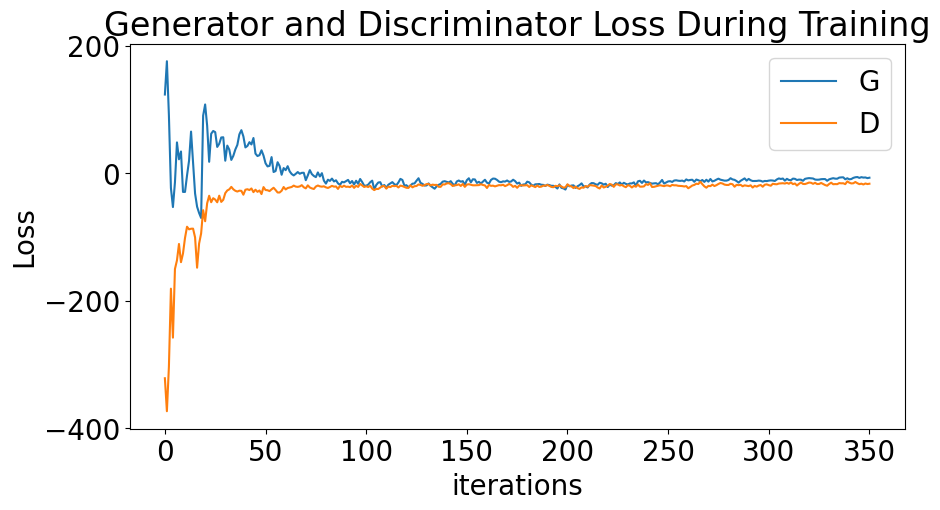 Generator and Discriminator Loss During Training
200
0
−200
−400
Loss
G
D
0 50 100 150 200 250 300 350
iterations